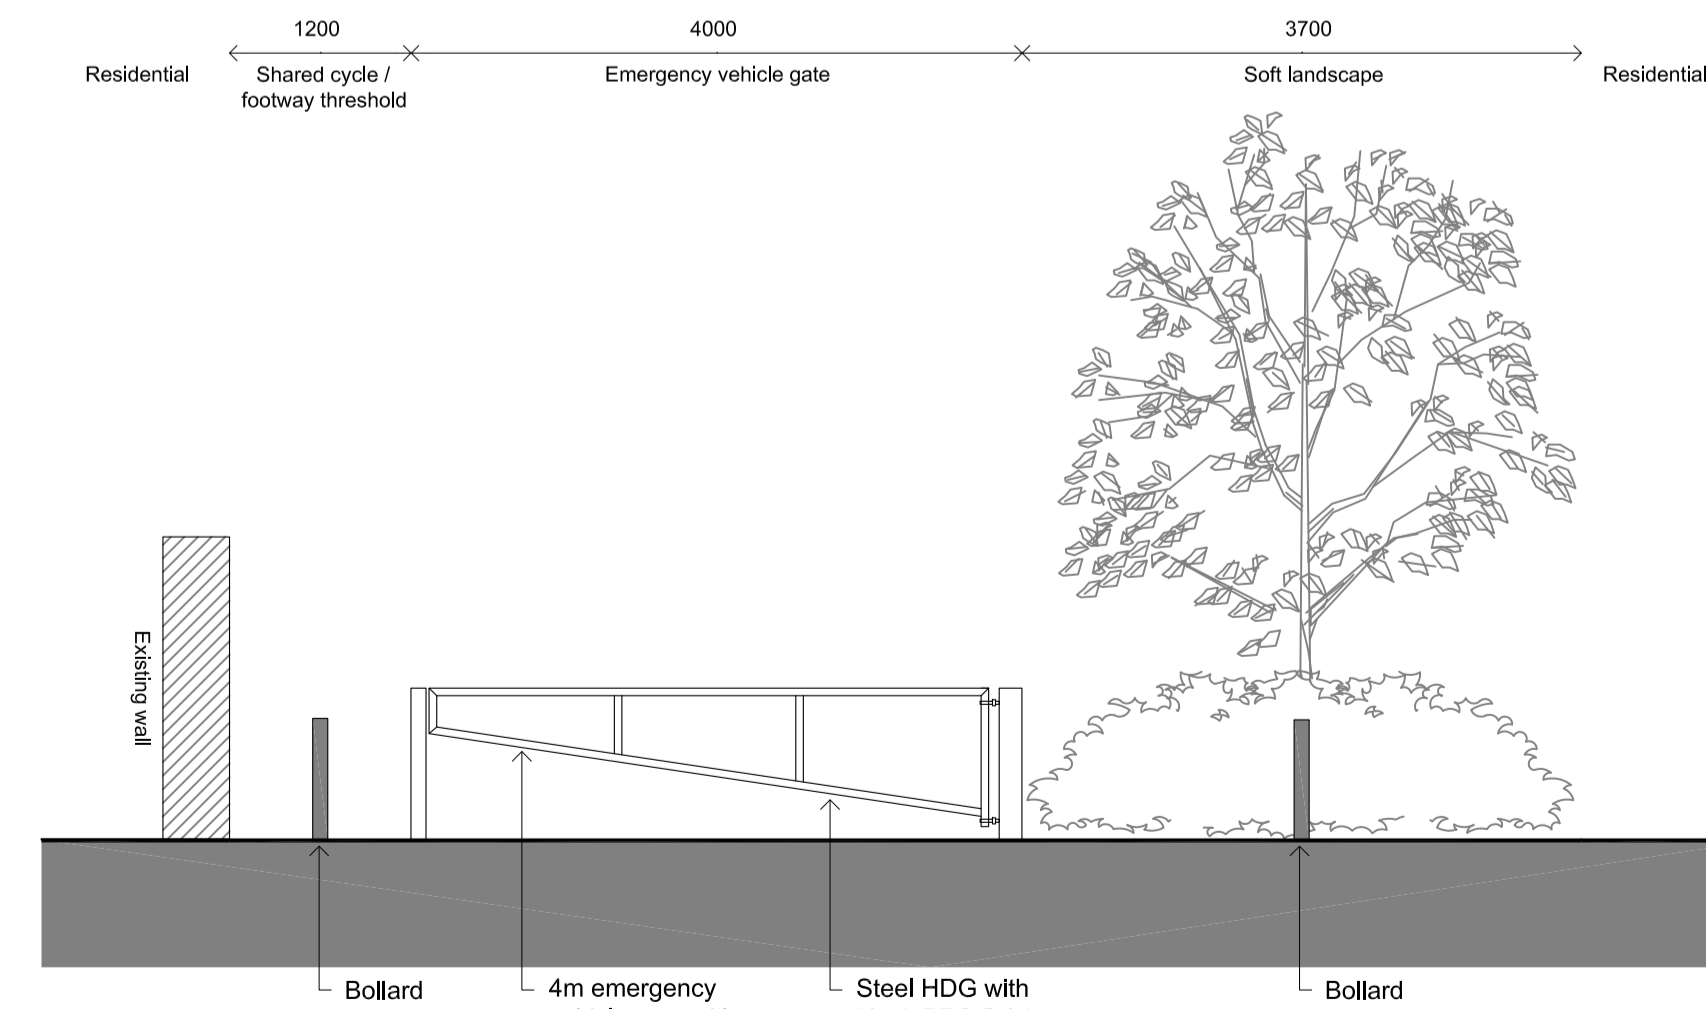 1200
4000
3700
Residential
Shared cycle /
footway threshold
Emergency vehicle gate
Soft landscape
Residential
Existing wall
Bollard
4m emergency
Steel HDG with
Bollard